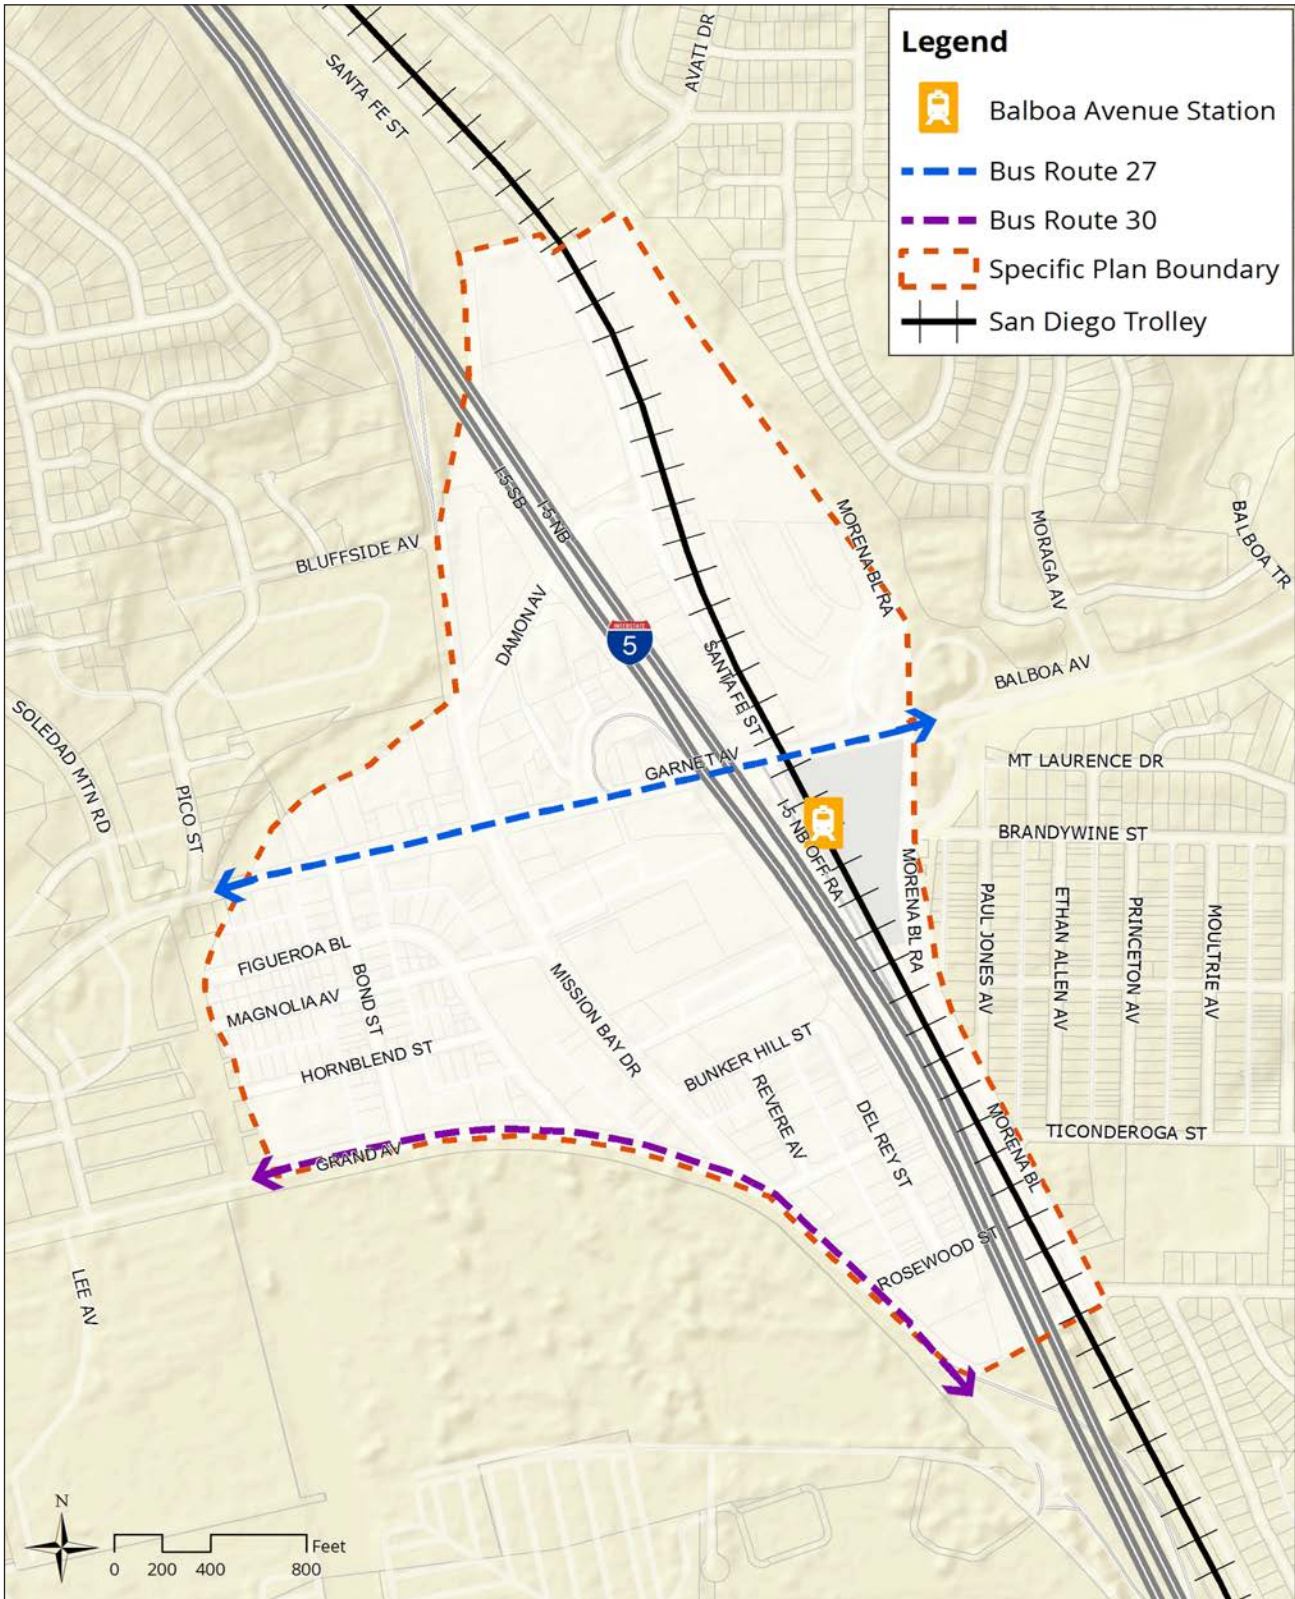 Legend
Balboa Avenue Station
Bus Route 27
Bus Route 30
Specific Plan Boundary
San Diego Trolley
AVATI DR
SANTA FE ST
I-5 SB
I-5 NB
MORENA BL RA
MORAGA AV
BALBOA TR
BLUFFSIDE AV
DAMON AV
INTERSTATE
5
SANTA FE ST
BALBOA AV
SOLEDAD MTN RD
PICO ST
GARNET AV
MT LAURENCE DR
BRANDYWINE ST
I-5 NB OFF RA
MORENA BL RA
PAUL JONES AV
ETHAN ALLEN AV
PRINCETON AV
MOULTRIE AV
FIGUEROA BL
MAGNOLIA AV
BOND ST
HORNBLEND ST
MISSION BAY DR
BUNKER HILL ST
REVERE AV
DEL REY ST
MORENA BL
TICONDEROGA ST
GRAND AV
ROSEWOOD ST
LEE AV
N
Feet
0 200 400 800